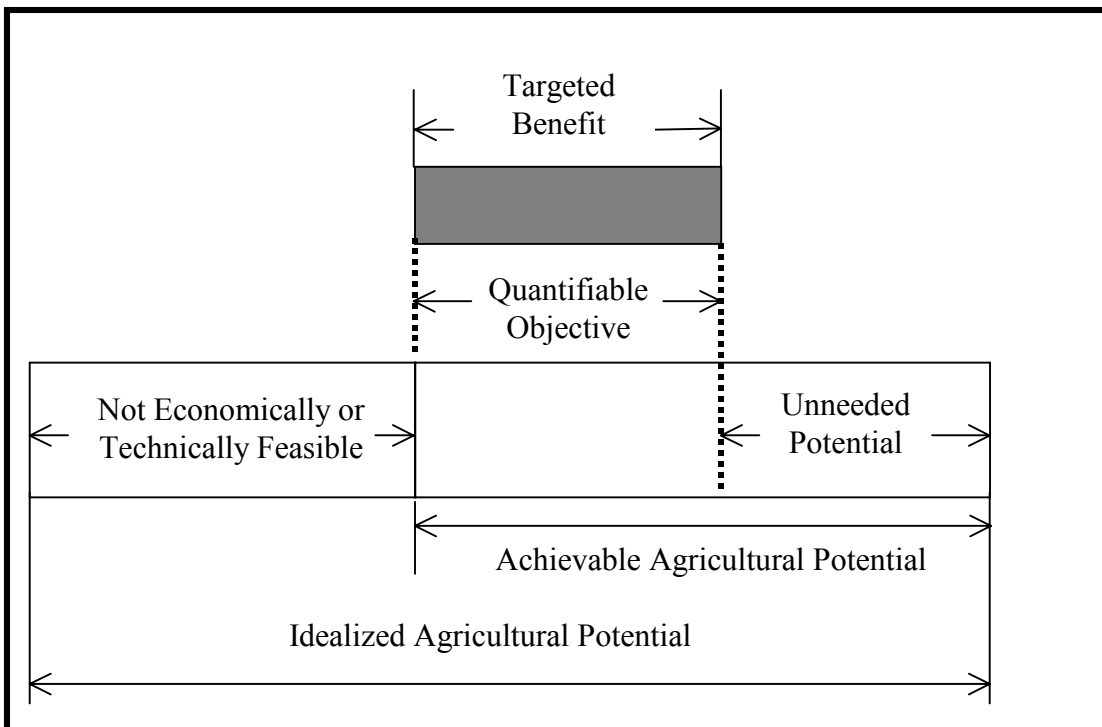 Targeted
Benefit
Quantifiable
Objective
Not Economically or
Technically Feasible
Unneeded
Potential
Achievable Agricultural Potential
Idealized Agricultural Potential